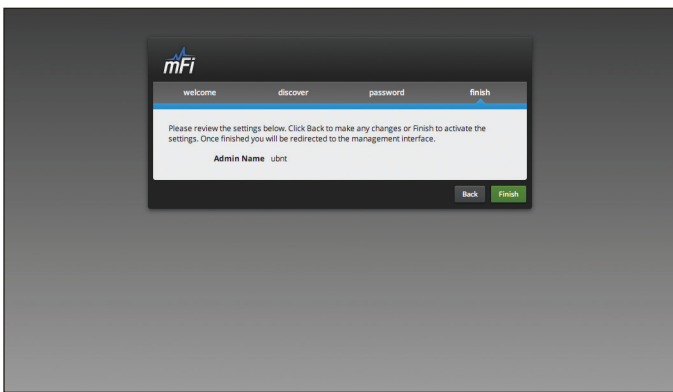 mFi
welcome discover password finish
Please review the settings below. Click Back to make any changes or Finish to activate the
settings. Once finished you will be redirected to the management interface.
Admin Name ubnt
Back Finish